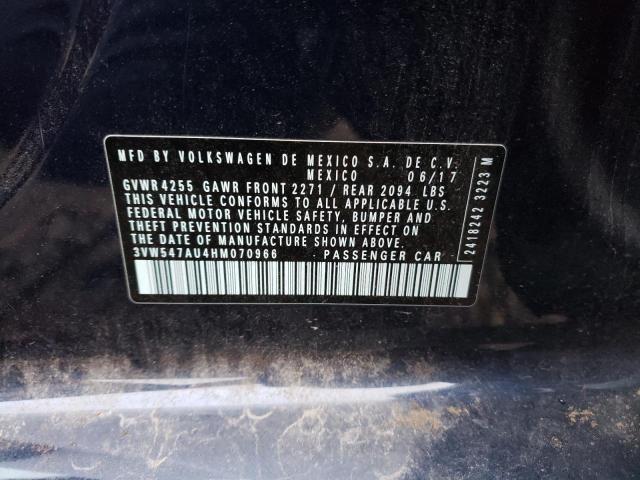 MFD BY VOLKSWAGEN DE MEXICO S.A. DE C.V.
MEXICO 06/17
GVWR 4255 GAWR FRONT 2271 / REAR 2094 LBS
THIS VEHICLE CONFORMS TO ALL APPLICABLE U.S.
FEDERAL MOTOR VEHICLE SAFETY, BUMPER AND
THEFT PREVENTION STANDARDS IN EFFECT ON
THE DATE OF MANUFACTURE SHOWN ABOVE.
3VW547AU4HM070966 PASSENGER CAR
2418242 3223 M